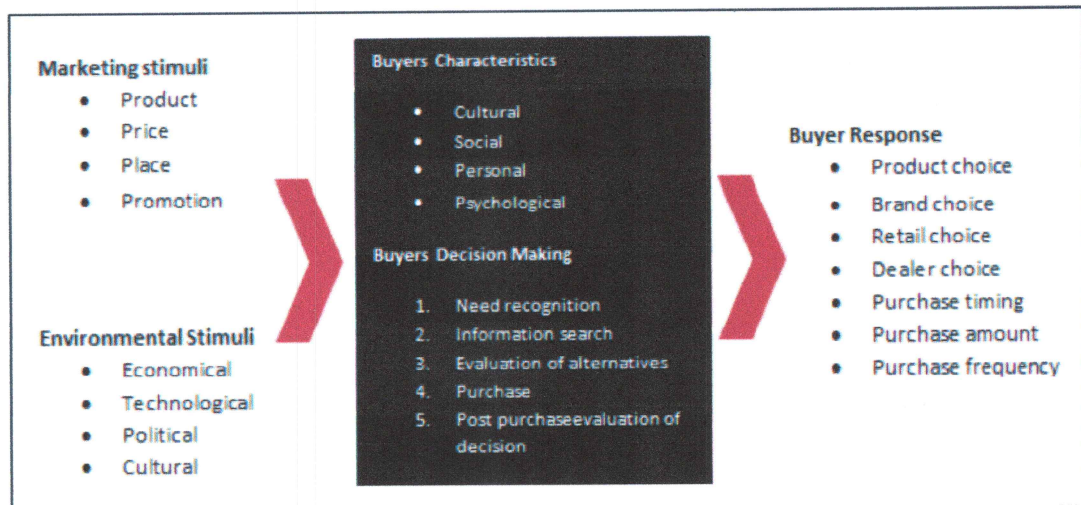 Marketing stimuli
• Product
• Price
• Place
• Promotion
Environmental Stimuli
• Economical
• Technological
• Political
• Cultural
Buyers Characteristics
• Cultural
• Social
• Personal
• Psychological
Buyers Decision Making
1. Need recognition
2. Information search
3. Evaluation of alternatives
4. Purchase
5. Post purchaseevaluation of
decision
Buyer Response
• Product choice
• Brand choice
• Retail choice
• Dealer choice
• Purchase timing
• Purchase amount
• Purchase frequency